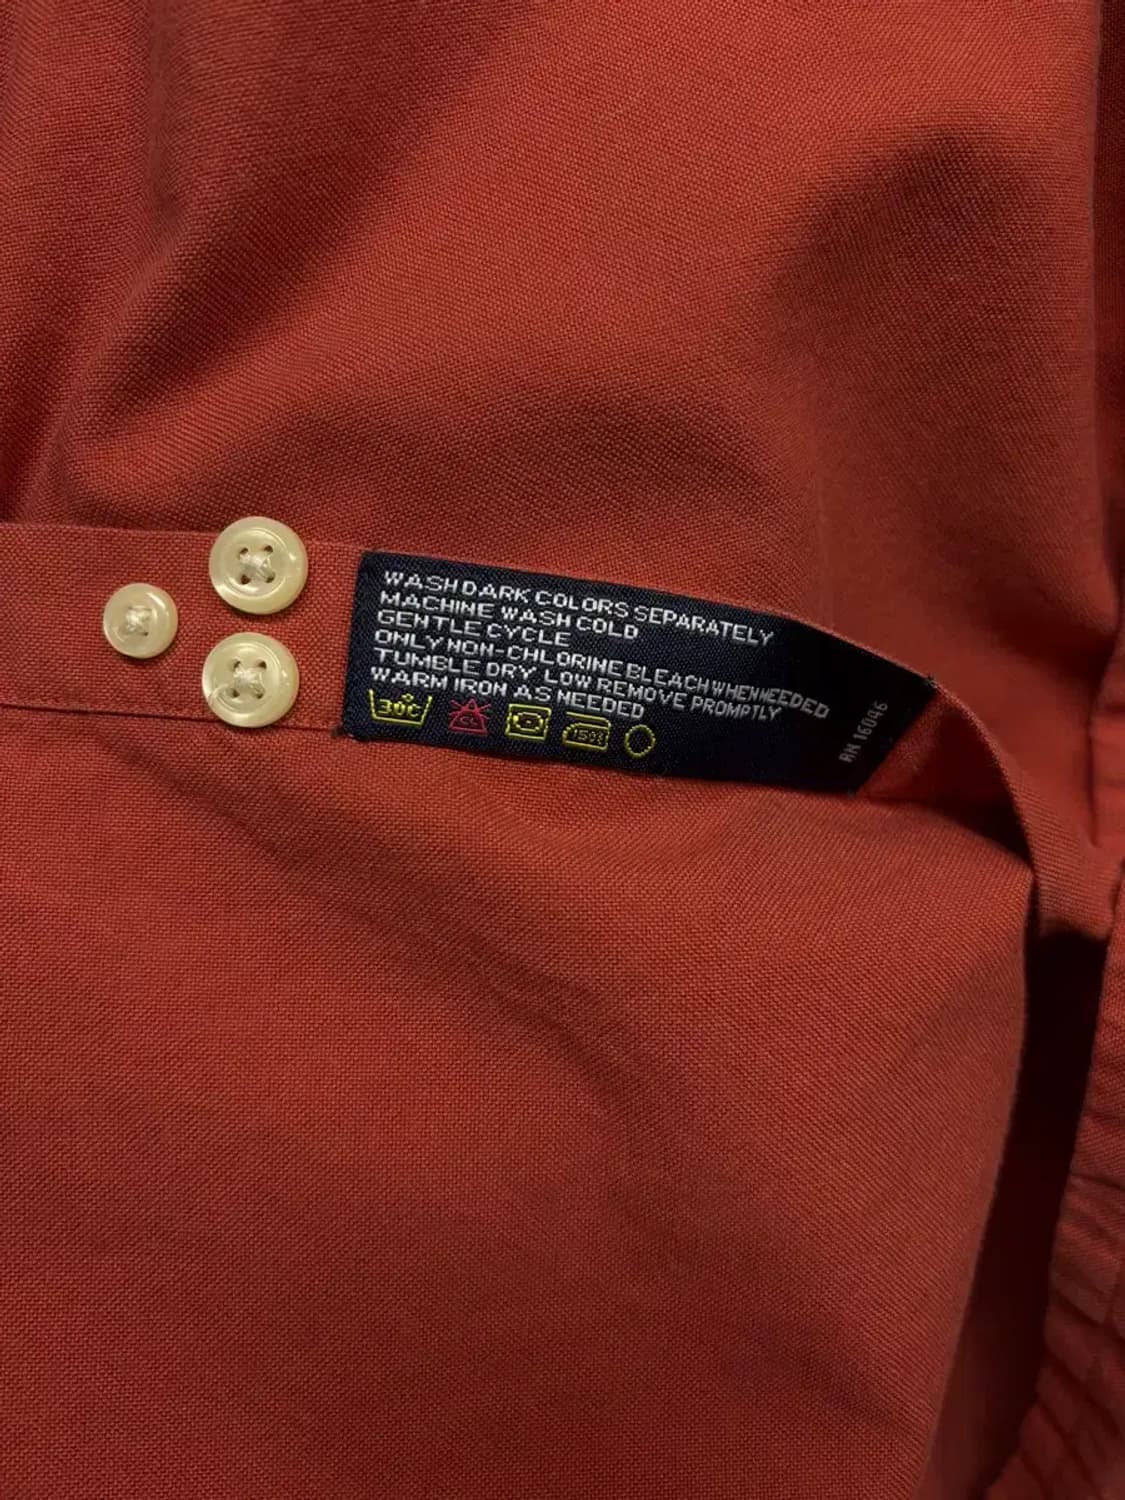 WASH DARK COLORS SEPARATELY
MACHINE WASH COLD
GENTLE CYCLE
ONLY NON-CHLORINE BLEACH WHEN NEEDED
TUMBLE DRY LOW REMOVE PROMPTLY
WARM IRON AS NEEDED
30°C CL
RN 16046